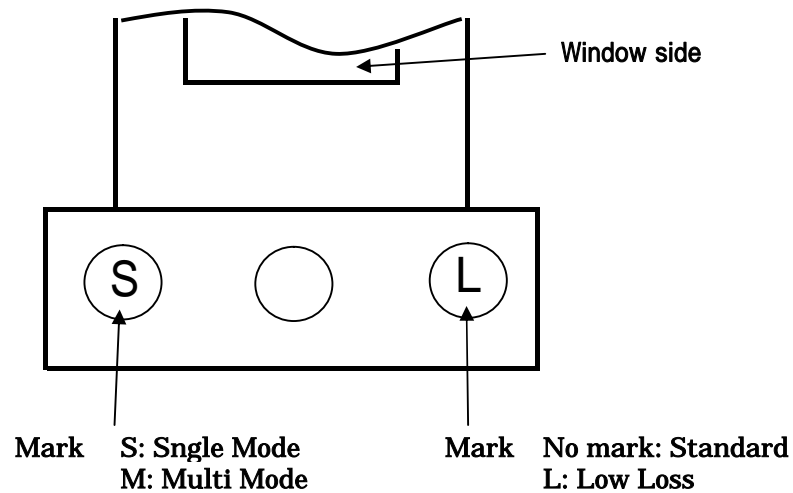 Window side
S
L
Mark S: Sngle Mode
M: Multi Mode
Mark No mark: Standard
L: Low Loss